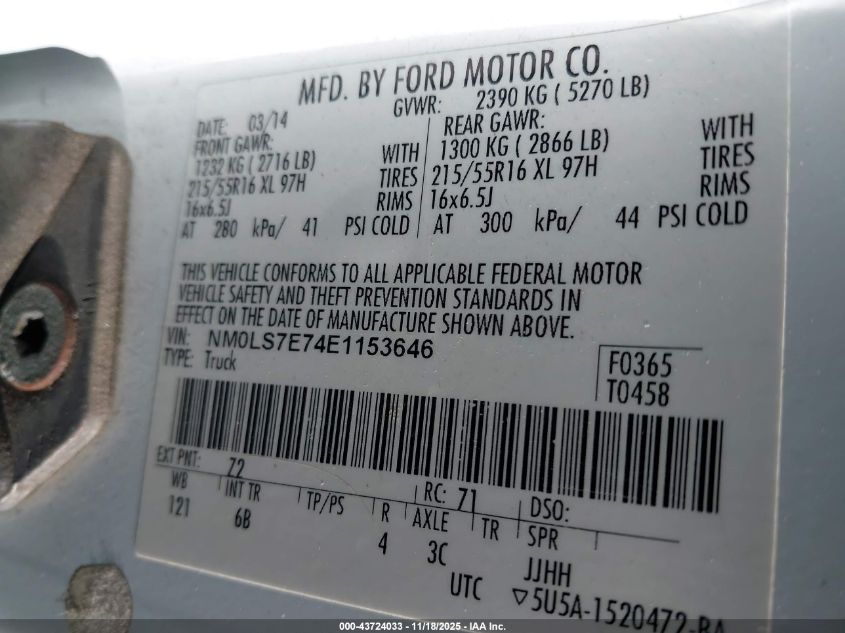 MFD. BY FORD MOTOR CO.
DATE: 03/14 GVWR: 2390 KG ( 5270 LB)
FRONT GAWR: REAR GAWR:
1232 KG ( 2716 LB) WITH 1300 KG ( 2866 LB) WITH
215/55R16 XL 97H TIRES 215/55R16 XL 97H TIRES
16x6.5J RIMS 16x6.5J RIMS
AT 280 kPa/ 41 PSI COLD AT 300 kPa/ 44 PSI COLD
THIS VEHICLE CONFORMS TO ALL APPLICABLE FEDERAL MOTOR
VEHICLE SAFETY AND THEFT PREVENTION STANDARDS IN
EFFECT ON THE DATE OF MANUFACTURE SHOWN ABOVE.
VIN: NM0LS7E74E1153646
TYPE: Truck
F0365
T0458
EXT PNT: Z2 RC: 71 DSO:
WB INT TR TP/PS R AXLE TR SPR
121 6B 4 3C JJHH
UTC ▽5U5A-1520472-BA
000-43724033 — 11/18/2025 - IAA Inc.